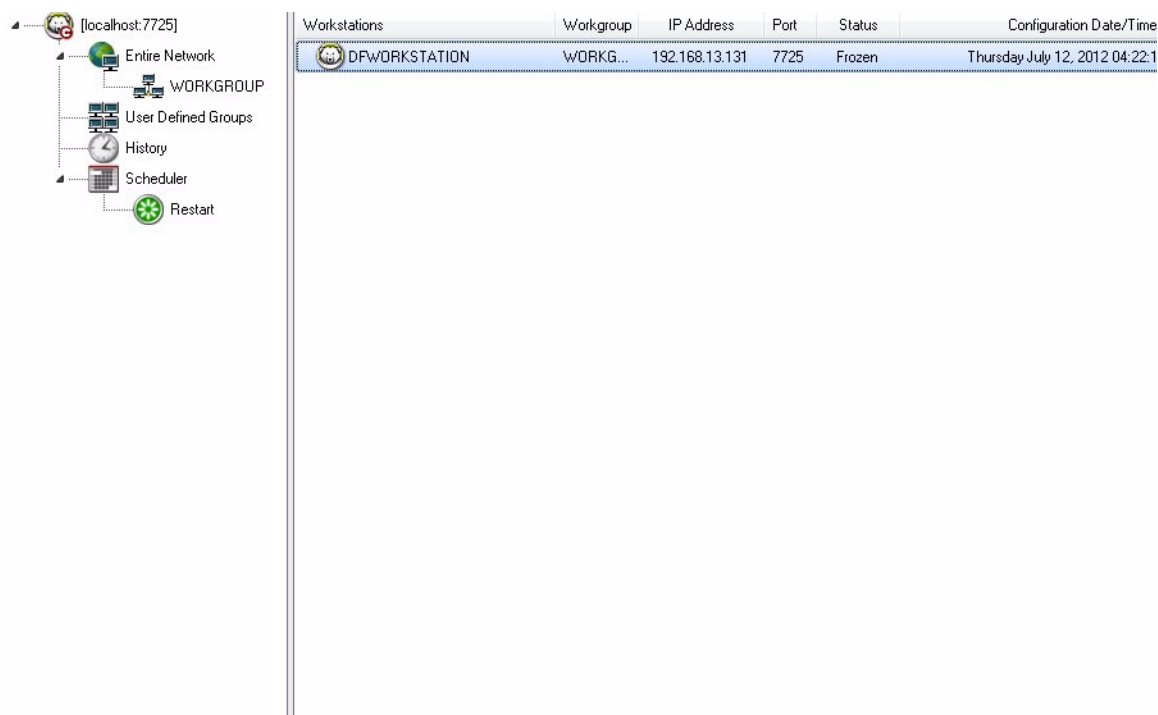 [localhost:7725]
Entire Network
WORKGROUP
User Defined Groups
History
Scheduler
Restart
Workstations Workgroup IP Address Port Status Configuration Date/Time
DFWORKSTATION WORKG... 192.168.13.131 7725 Frozen Thursday July 12, 2012 04:22:1